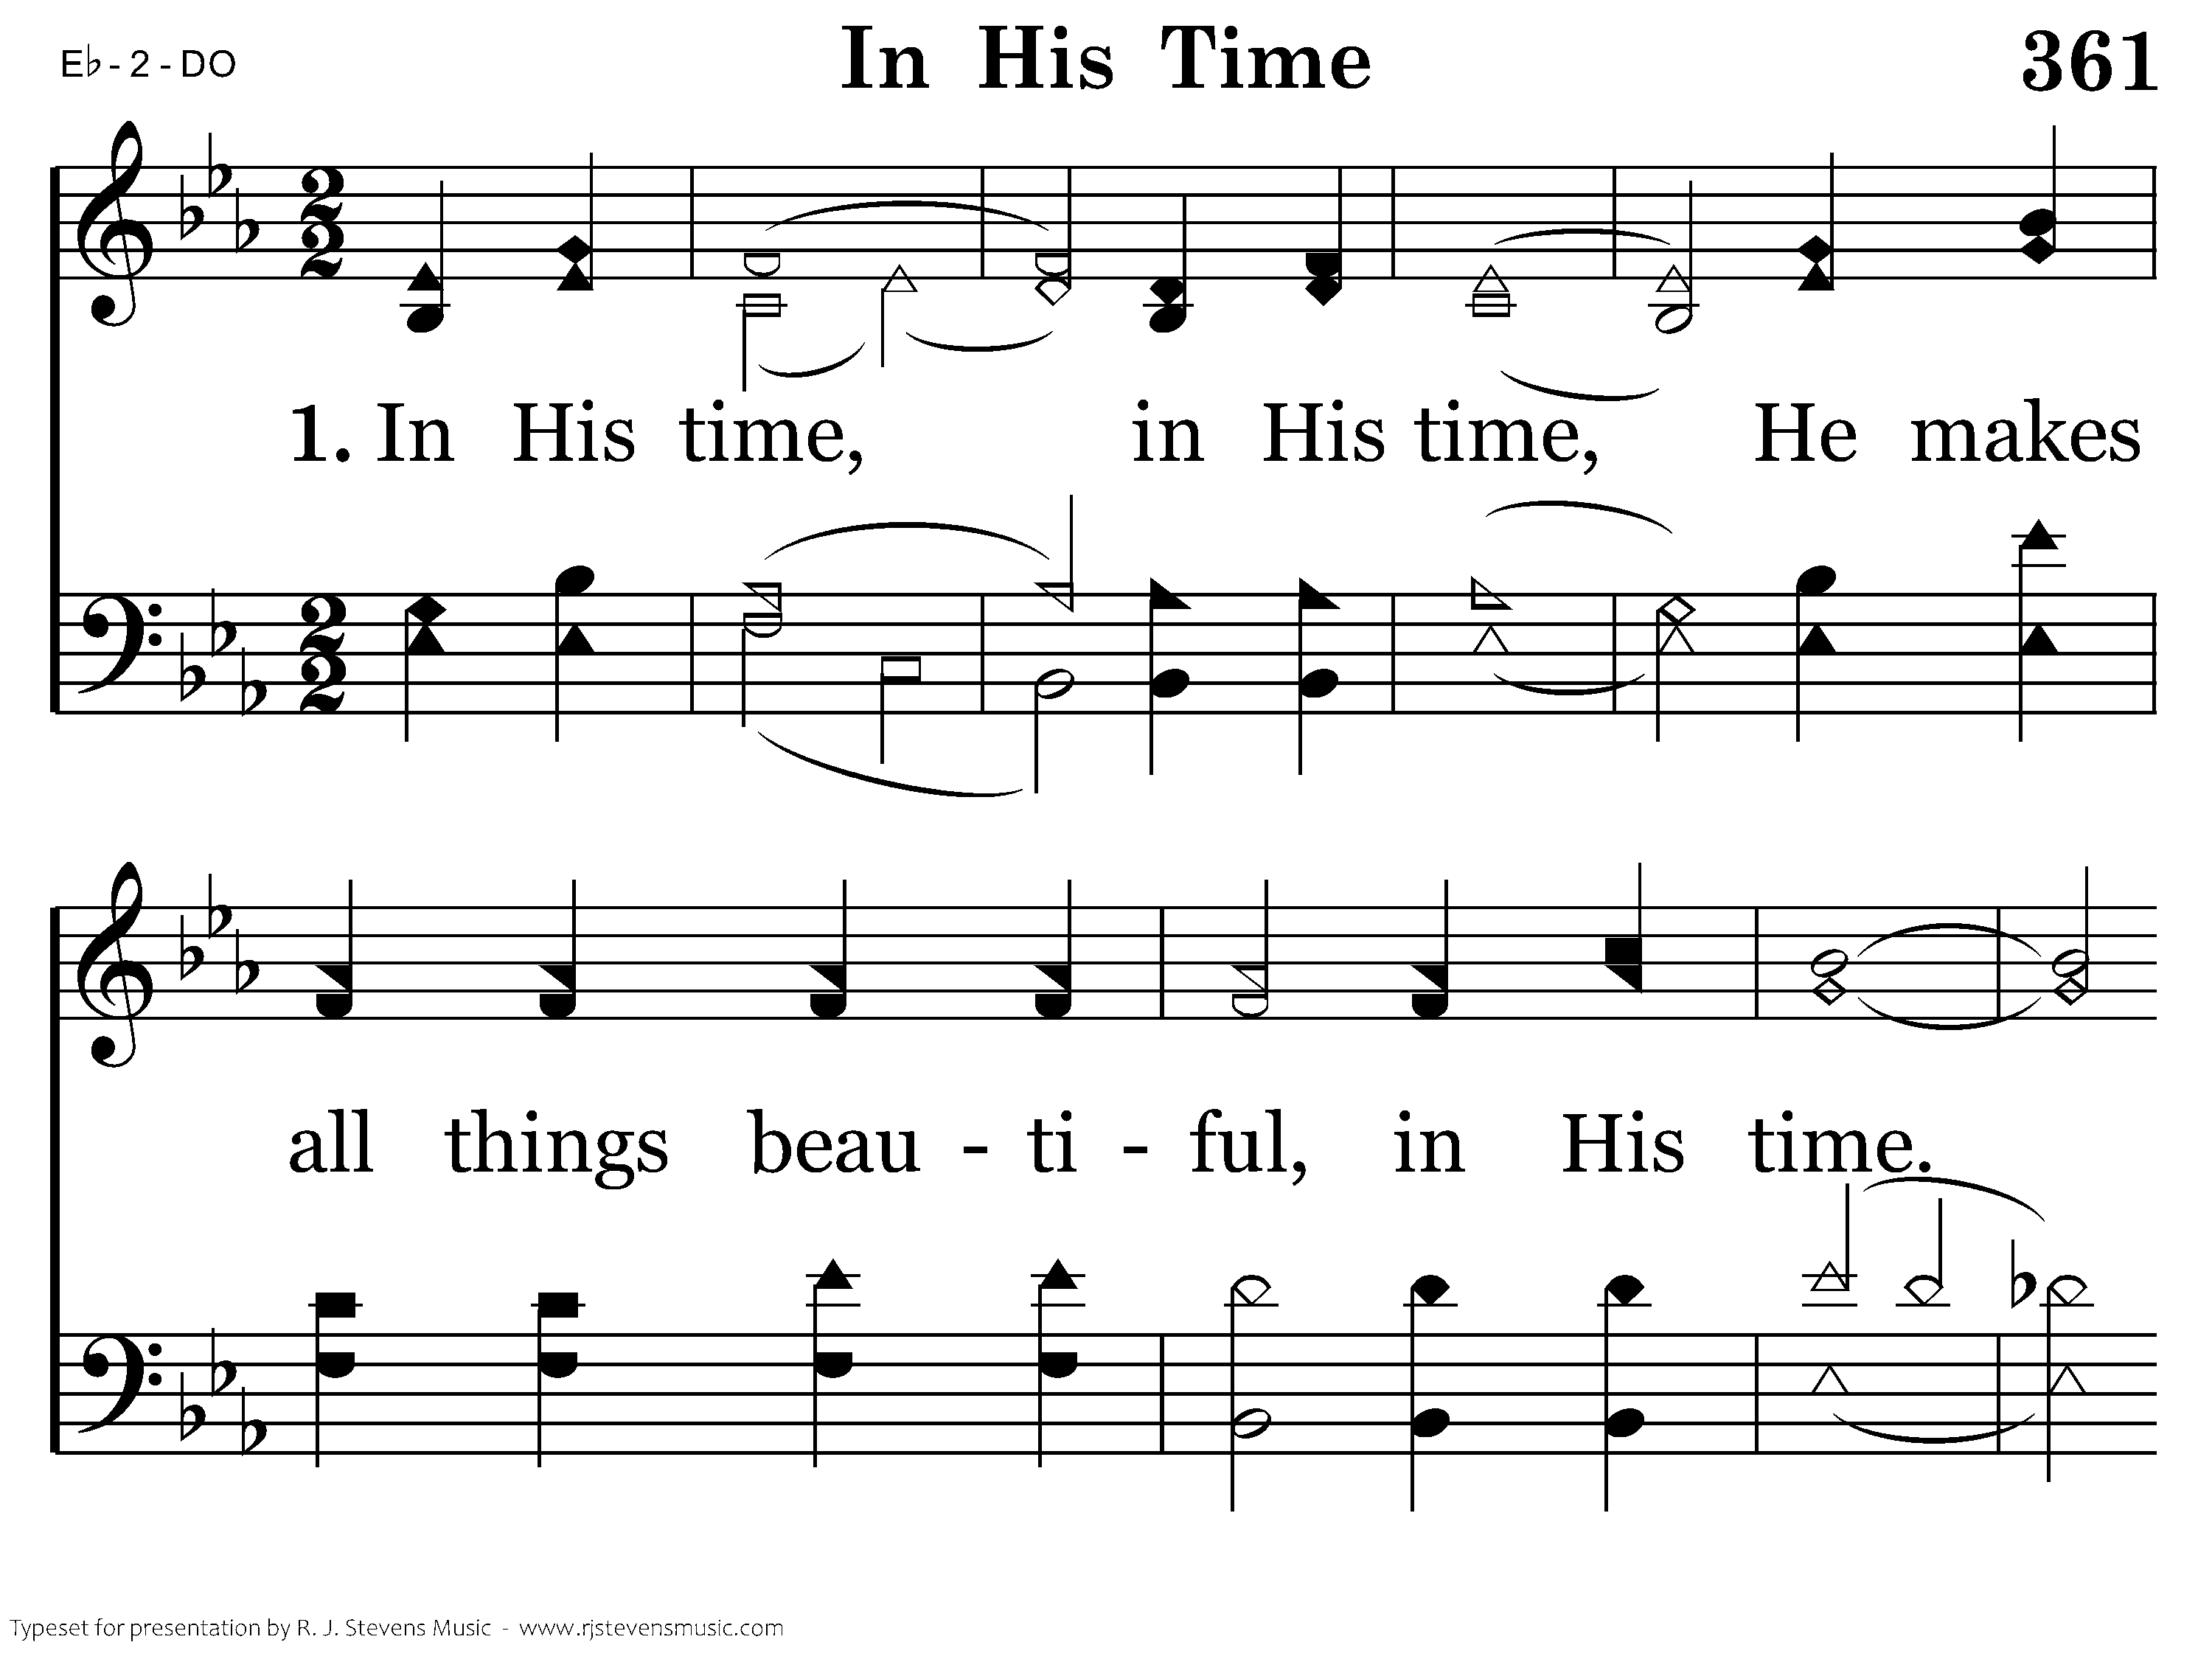 E♭ - 2 - DO In His Time 361
1. In His time, in His time, He makes
all things beau - ti - ful, in His time.
Typeset for presentation by R. J. Stevens Music - www.rjstevensmusic.com